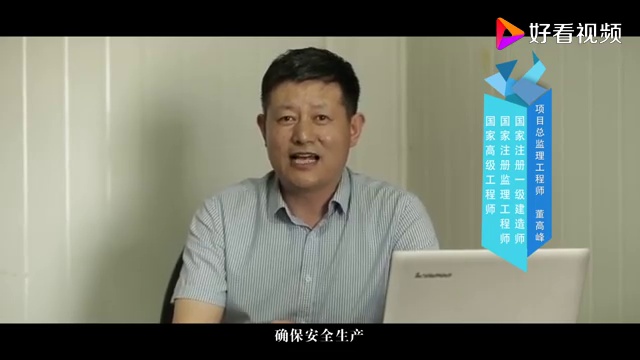 好看视频
项目总监理工程师 董高峰
国家注册一级建造师
国家注册监理工程师
国家高级工程师
Lenovo
确保安全生产